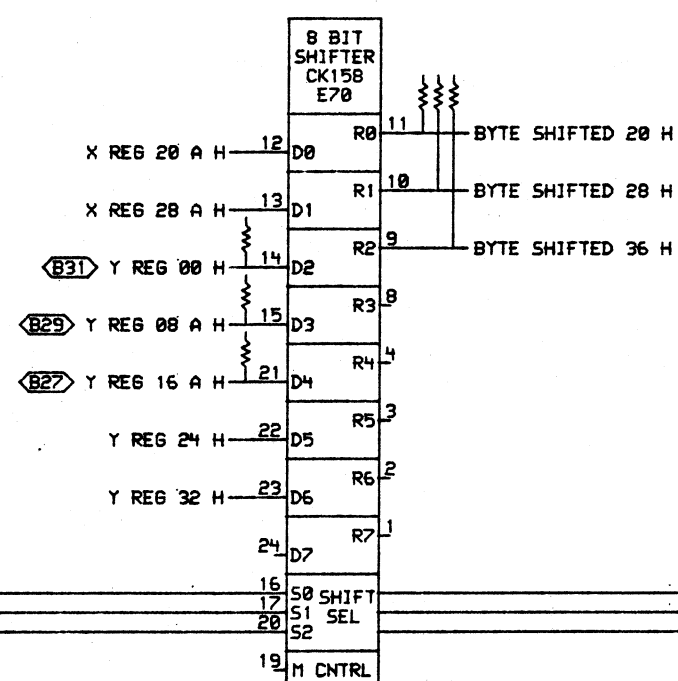 8 BIT
SHIFTER
CK158
E70
R0 11 BYTE SHIFTED 20 H
X REG 20 A H 12 D0
R1 10 BYTE SHIFTED 28 H
X REG 28 A H 13 D1
R2 9 BYTE SHIFTED 36 H
B31 Y REG 00 H 14 D2
R3 8
B29 Y REG 08 A H 15 D3
R4 4
B27 Y REG 16 A H 21 D4
R5 3
Y REG 24 H 22 D5
R6 2
Y REG 32 H 23 D6
R7 1
24 D7
16 S0 SHIFT
17 S1 SEL
20 S2
19 M CNTRL